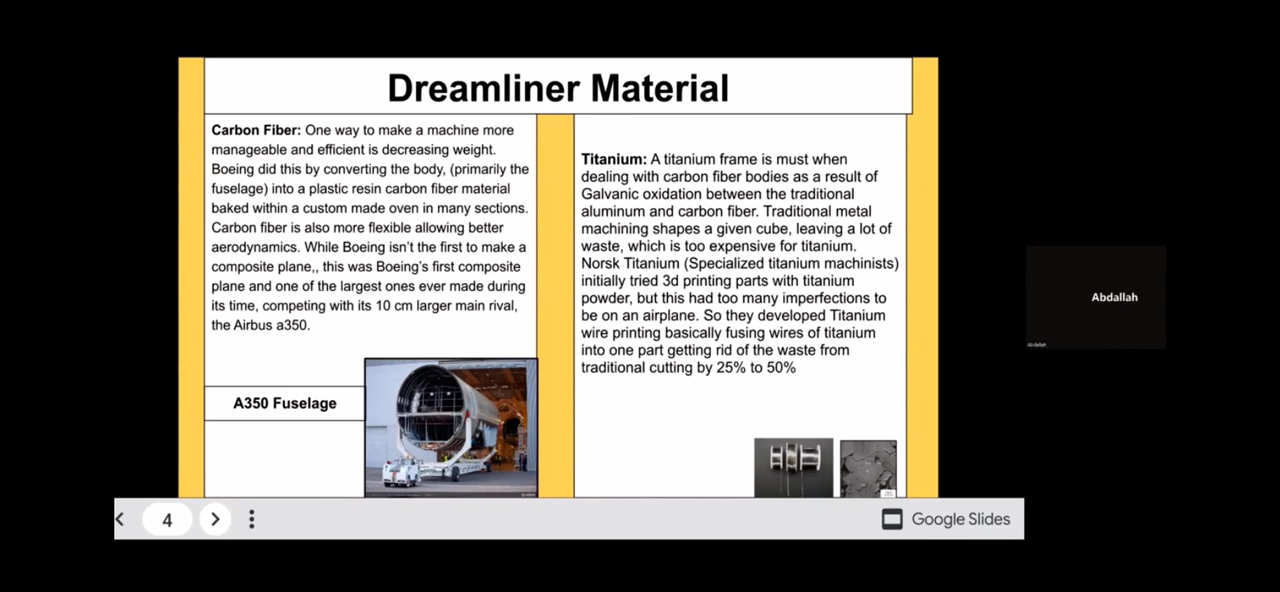 Dreamliner Material
Carbon Fiber: One way to make a machine more
manageable and efficient is decreasing weight.
Boeing did this by converting the body, (primarily the
fuselage) into a plastic resin carbon fiber material
baked within a custom made oven in many sections.
Carbon fiber is also more flexible allowing better
aerodynamics. While Boeing isn't the first to make a
composite plane,, this was Boeing's first composite
plane and one of the largest ones ever made during
its time, competing with its 10 cm larger main rival,
the Airbus a350.
A350 Fuselage
Titanium: A titanium frame is must when
dealing with carbon fiber bodies as a result of
Galvanic oxidation between the traditional
aluminum and carbon fiber. Traditional metal
machining shapes a given cube, leaving a lot of
waste, which is too expensive for titanium.
Norsk Titanium (Specialized titanium machinists)
initially tried 3d printing parts with titanium
powder, but this had too many imperfections to
be on an airplane. So they developed Titanium
wire printing basically fusing wires of titanium
into one part getting rid of the waste from
traditional cutting by 25% to 50%
Abdallah
Abdallah
4
Google Slides